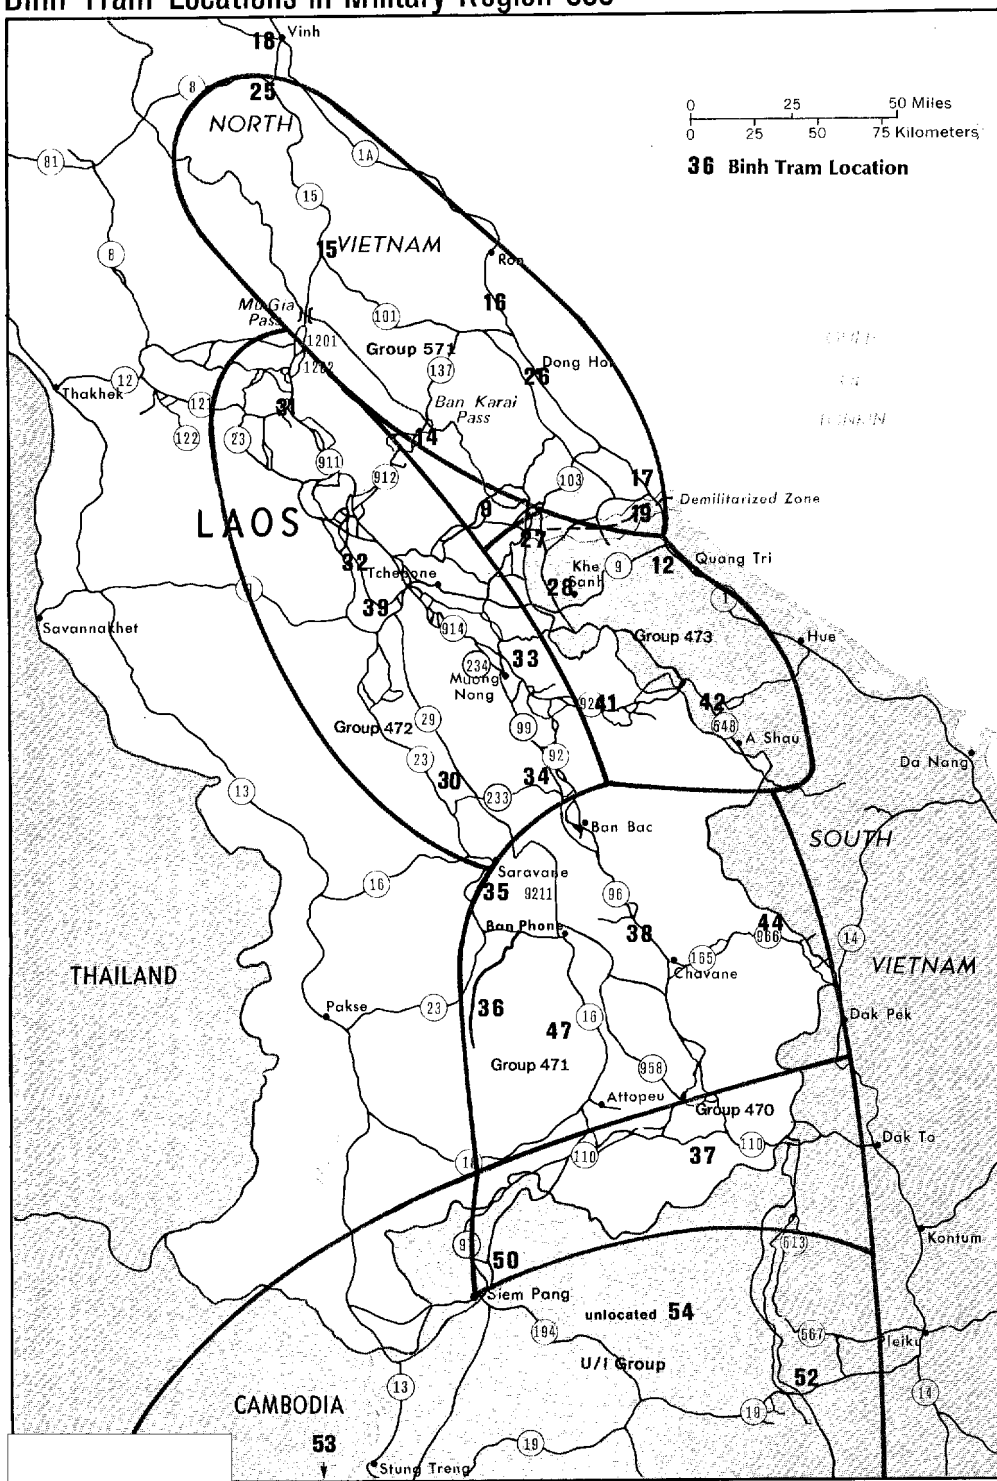 Binh Tram Locations in Military Region 559
18 Vinh
8
25
NORTH
0 25 50 Miles
0 25 50 75 Kilometers
36 Binh Tram Location
81
1A
15
15 VIETNAM
8
Ron
16
Mu Gia
Pass
101
1201
Group 571
1202
137
Dong Hoi
26
Thakhek
12
121
31
Ban Karai
Pass
122
23
14
911
912
103
17
Demilitarized Zone
LAOS
9
19
27
32
Tchepone
Khe
Sanh
9
12
Quang Tri
28
39
9
1
Savannakhet
914
Group 473
Hue
234
33
Muong
Nong
92
41
42
Group 472
29
99
548
A Shau
23
92
Da Nang
30
34
13
233
Ban Bac
SOUTH
Saravane
16
35
9211
96
44
Ban Phone
38
966
14
165
VIETNAM
THAILAND
Chavane
Pakse
23
36
16
Dak Pek
47
Group 471
958
Attopeu
Group 470
110
Dak To
18
110
37
97
613
Kontum
50
Siem Pang
unlocated 54
194
567
Pleiku
U/I Group
52
13
14
CAMBODIA
19
53
19
Stung Treng